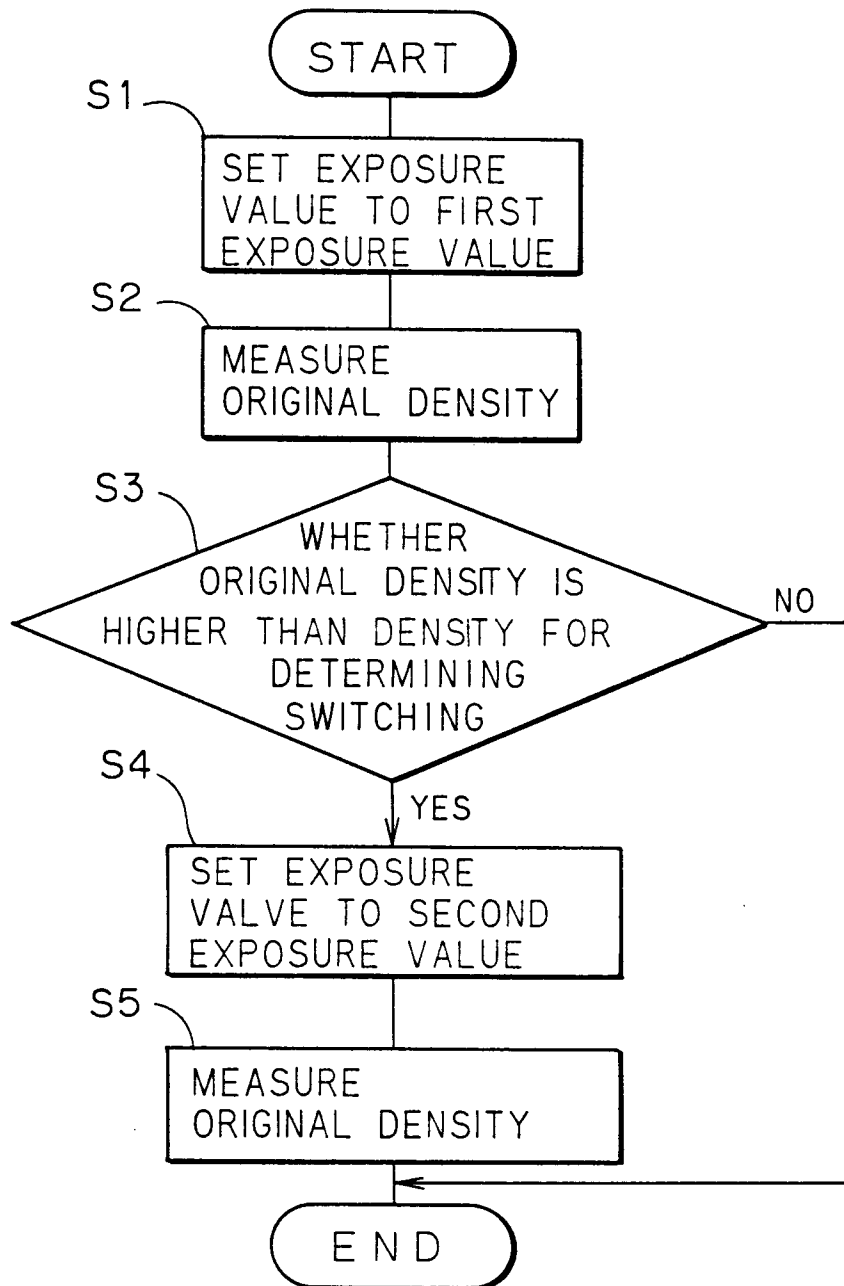 START
S1
SET EXPOSURE
VALUE TO FIRST
EXPOSURE VALUE
S2
MEASURE
ORIGINAL DENSITY
S3
WHETHER
ORIGINAL DENSITY IS
HIGHER THAN DENSITY FOR
DETERMINING
SWITCHING
NO
YES
S4
SET EXPOSURE
VALVE TO SECOND
EXPOSURE VALUE
S5
MEASURE
ORIGINAL DENSITY
END